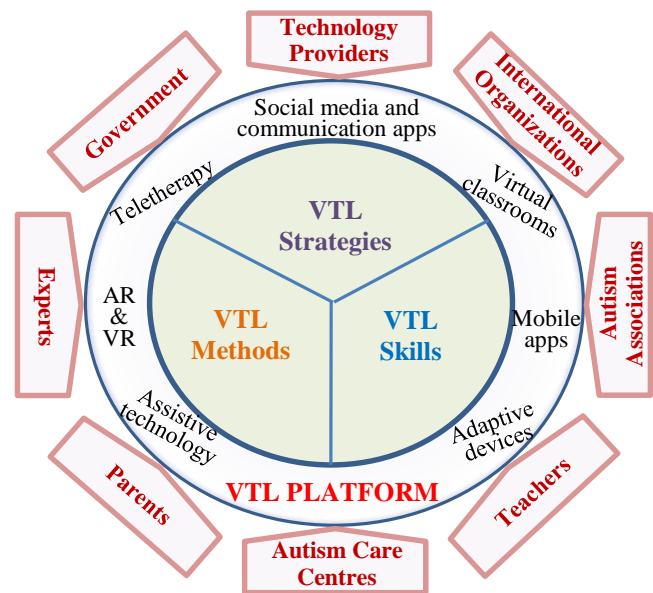 Technology
Providers
Government
International
Organizations
Social media and
communication apps
Teletherapy
Virtual
classrooms
VTL
Strategies
Experts
AR
&
VR
VTL
Methods
VTL
Skills
Mobile
apps
Autism
Associations
Assistive
technology
Adaptive
devices
VTL PLATFORM
Parents
Teachers
Autism Care
Centres